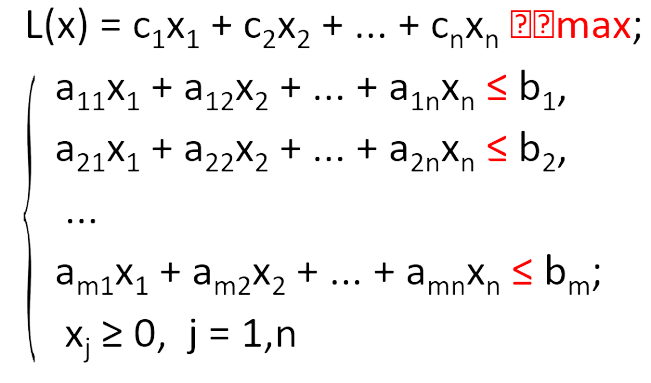 L(x) = c₁x₁ + c₂x₂ + ... + cₙxₙ ⍰⍰max;
a₁₁x₁ + a₁₂x₂ + ... + a₁ₙxₙ ≤ b₁,
a₂₁x₁ + a₂₂x₂ + ... + a₂ₙxₙ ≤ b₂,
...
aₘ₁x₁ + aₘ₂x₂ + ... + aₘₙxₙ ≤ bₘ;
xⱼ ≥ 0, j = 1,n